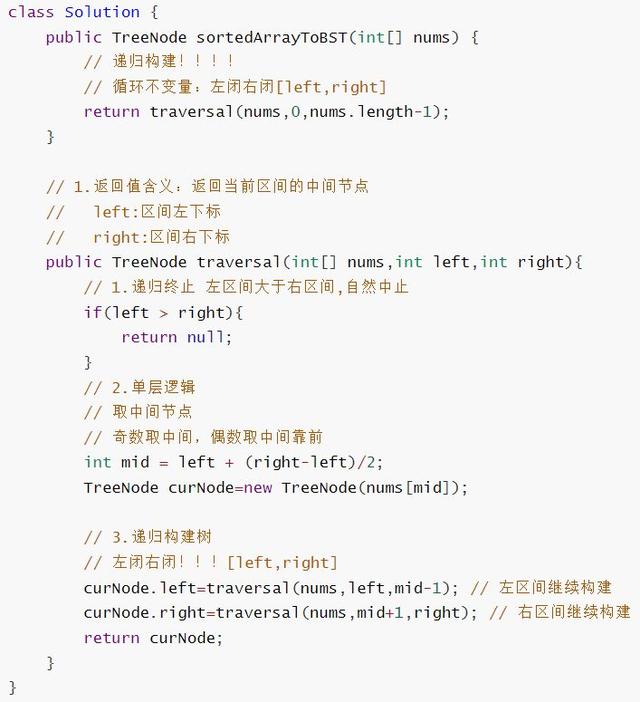 class Solution {
    public TreeNode sortedArrayToBST(int[] nums) {
        // 递归构建！！！！
        // 循环不变量：左闭右闭[left,right]
        return traversal(nums,0,nums.length-1);
    }

    // 1.返回值含义：返回当前区间的中间节点
    //   left:区间左下标
    //   right:区间右下标
    public TreeNode traversal(int[] nums,int left,int right){
        // 1.递归终止 左区间大于右区间,自然中止
        if(left > right){
            return null;
        }
        // 2.单层逻辑
        // 取中间节点
        // 奇数取中间，偶数取中间靠前
        int mid = left + (right-left)/2;
        TreeNode curNode=new TreeNode(nums[mid]);

        // 3.递归构建树
        // 左闭右闭！！！[left,right]
        curNode.left=traversal(nums,left,mid-1); // 左区间继续构建
        curNode.right=traversal(nums,mid+1,right); // 右区间继续构建
        return curNode;
    }
}